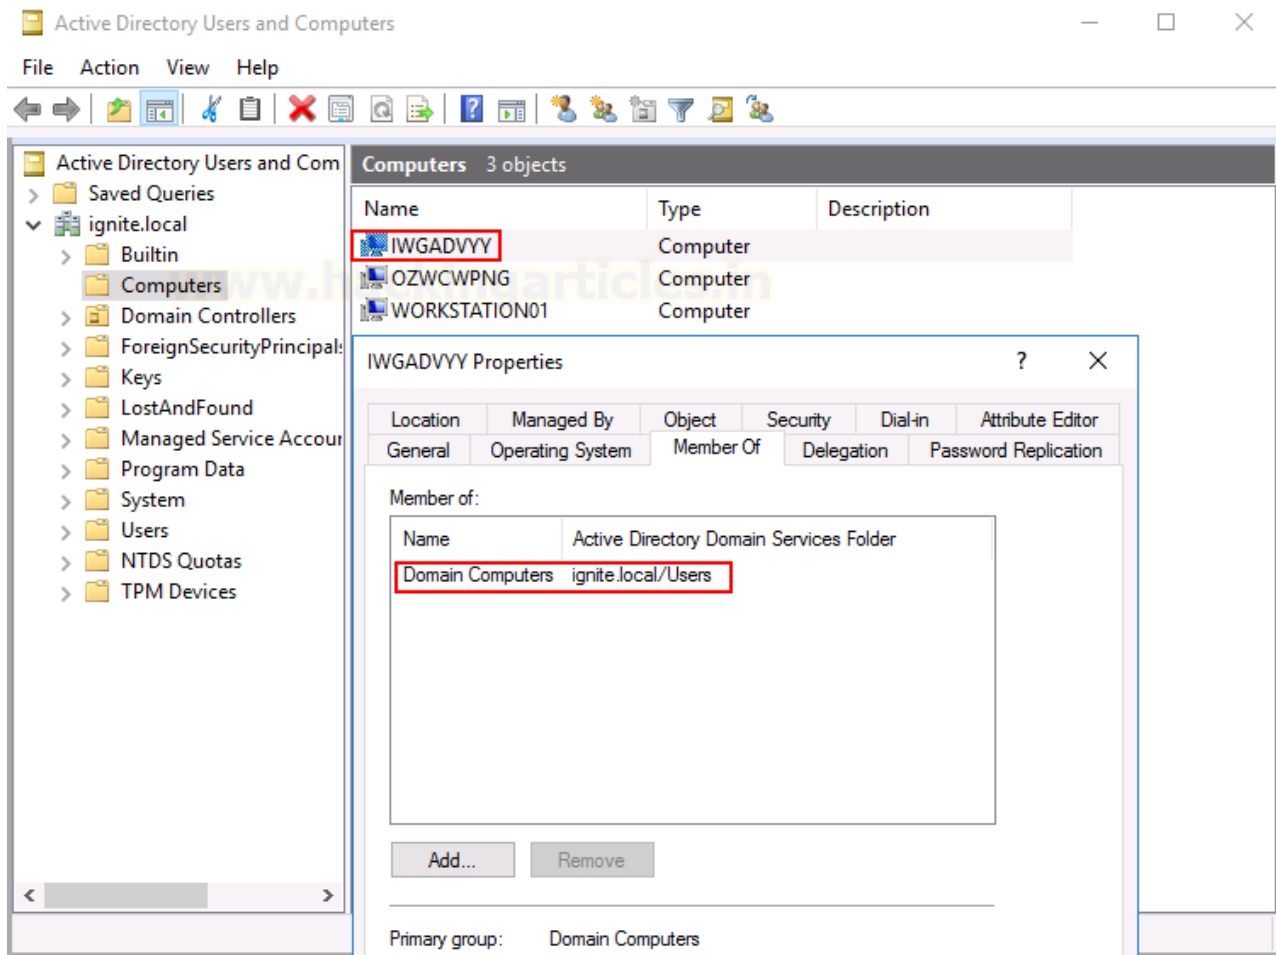 Active Directory Users and Computers
File Action View Help
Active Directory Users and Com
Saved Queries
ignite.local
Builtin
Computers
Domain Controllers
ForeignSecurityPrincipal
Keys
LostAndFound
Managed Service Accour
Program Data
System
Users
NTDS Quotas
TPM Devices
Computers 3 objects
Name Type Description
IWGADVYY Computer
OZWCWPNG Computer
WORKSTATION01 Computer
www.hackingarticles.in
IWGADVYY Properties ?
Location Managed By Object Security Dial-in Attribute Editor
General Operating System Member Of Delegation Password Replication
Member of:
Name Active Directory Domain Services Folder
Domain Computers ignite.local/Users
Add... Remove
Primary group: Domain Computers